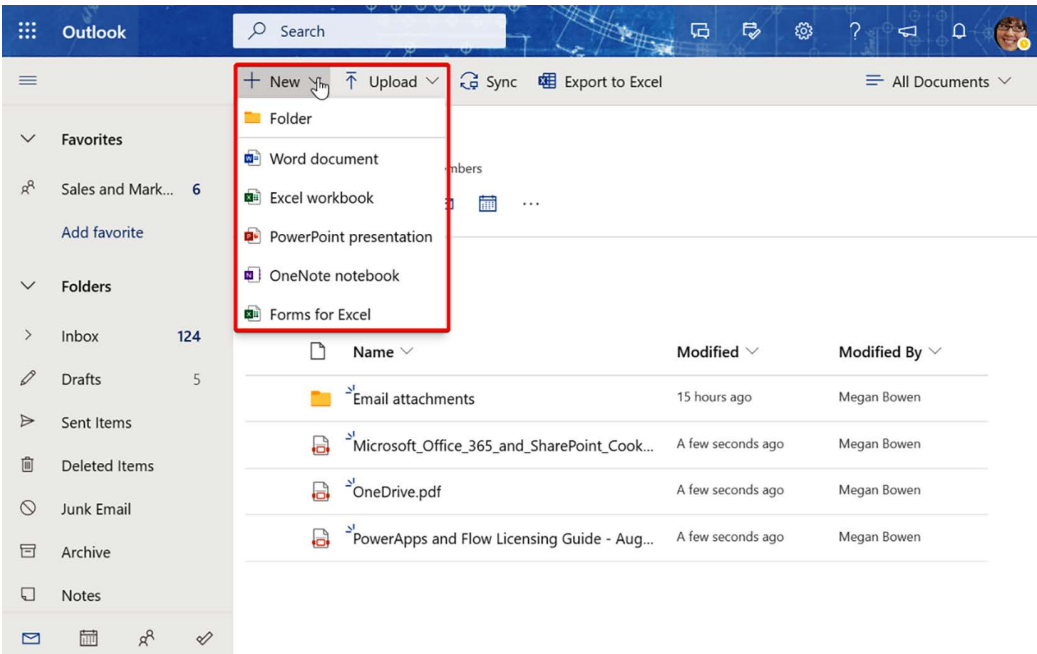 Outlook
Search
New Upload Sync Export to Excel All Documents
Folder
Word document
Excel workbook
PowerPoint presentation
OneNote notebook
Forms for Excel
Favorites
Sales and Mark... 6
Add favorite
Folders
Inbox 124
Drafts 5
Sent Items
Deleted Items
Junk Email
Archive
Notes
mbers
...
Name Modified Modified By
Email attachments 15 hours ago Megan Bowen
Microsoft_Office_365_and_SharePoint_Cook... A few seconds ago Megan Bowen
OneDrive.pdf A few seconds ago Megan Bowen
PowerApps and Flow Licensing Guide - Aug... A few seconds ago Megan Bowen